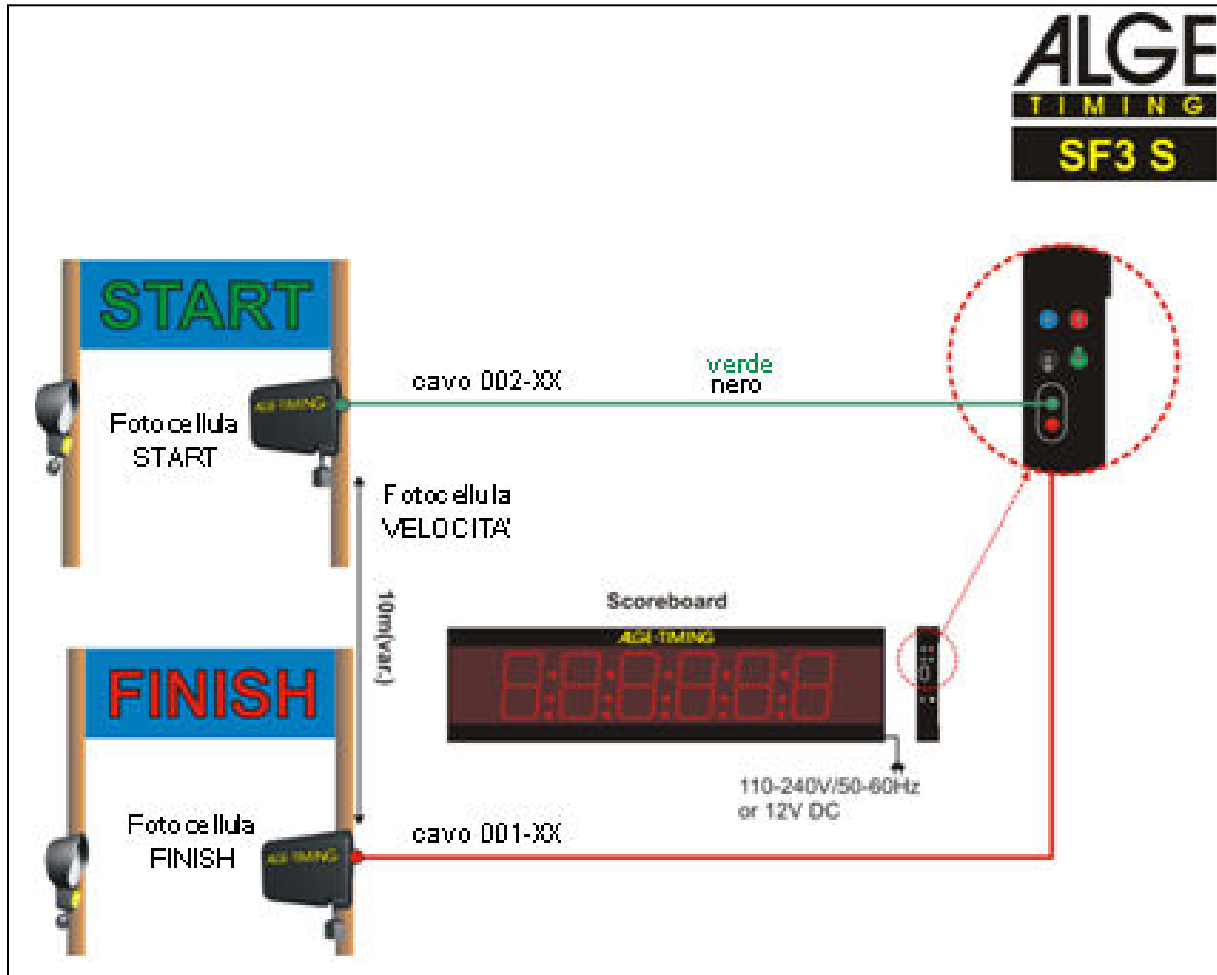 ALGE
TIMING
SF3 S
START
cavo 002-XX
verde
nero
ALGE-TIMING
Fotocellula
START
Fotocellula
VELOCITA'
10m(var.)
Scoreboard
ALGE-TIMING
FINISH
110-240V/50-60Hz
or 12V DC
Fotocellula
FINISH
ALGE-TIMING
cavo 001-XX